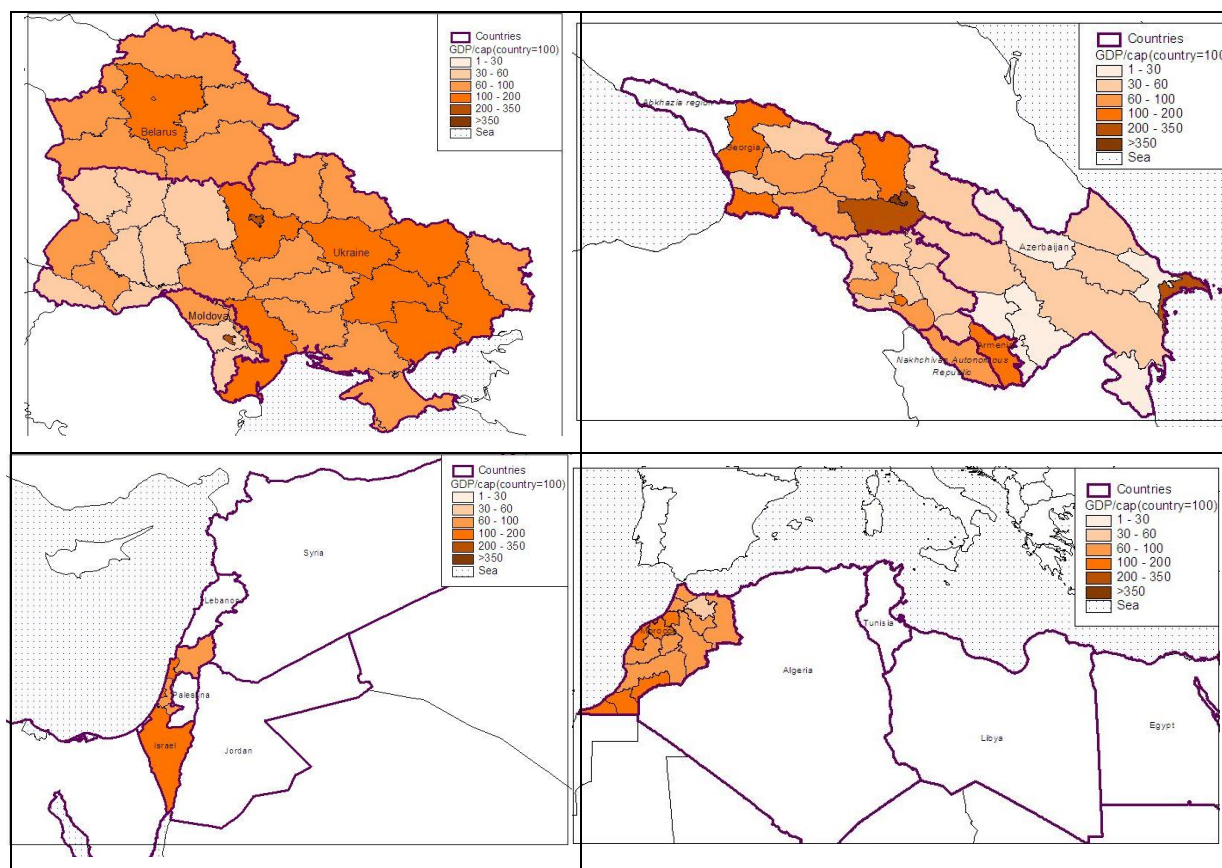 Countries
GDP/cap(country=100)
1 - 30
30 - 60
60 - 100
100 - 200
200 - 350
>350
Sea
Belarus
Ukraine
Moldova
Countries
GDP/cap(country=100)
1 - 30
30 - 60
60 - 100
100 - 200
200 - 350
>350
Sea
Abkhazia region
Georgia
Azerbaijan
Armenia
Nakhchivan Autonomous
Republic
Countries
GDP/cap(country=100)
1 - 30
30 - 60
60 - 100
100 - 200
200 - 350
>350
Sea
Syria
Lebanon
Palestina
Israel
Jordan
Countries
GDP/cap(country=100)
1 - 30
30 - 60
60 - 100
100 - 200
200 - 350
>350
Sea
Morocco
Tunisia
Algeria
Libya
Egypt